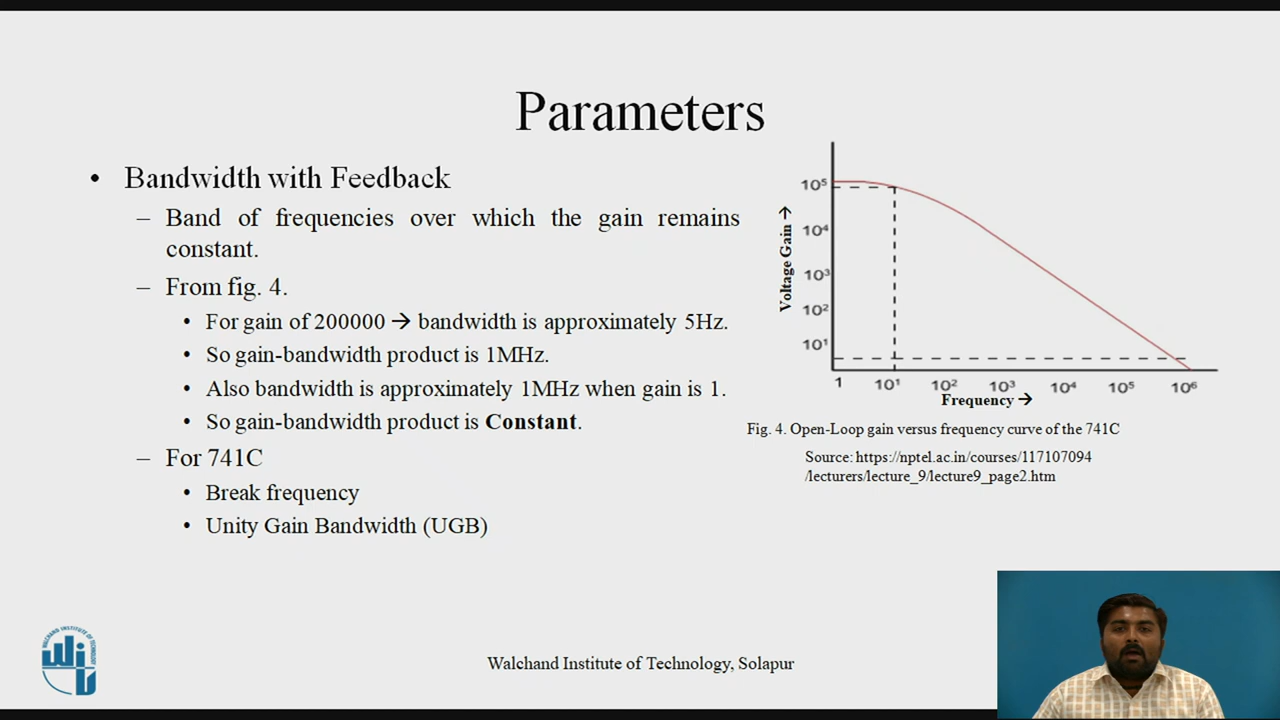 Parameters
• Bandwidth with Feedback
– Band of frequencies over which the gain remains
constant.
– From fig. 4.
• For gain of 200000 → bandwidth is approximately 5Hz.
• So gain-bandwidth product is 1MHz.
• Also bandwidth is approximately 1MHz when gain is 1.
• So gain-bandwidth product is Constant.
– For 741C
• Break frequency
• Unity Gain Bandwidth (UGB)
Voltage Gain →
10⁵
10⁴
10³
10²
10¹
1 10¹ 10² 10³ 10⁴ 10⁵ 10⁶
Frequency →
Fig. 4. Open-Loop gain versus frequency curve of the 741C
Source: https://nptel.ac.in/courses/117107094
/lecturers/lecture_9/lecture9_page2.htm
WALCHAND INSTITUTE OF TECHNOLOGY
WIT
Walchand Institute of Technology, Solapur